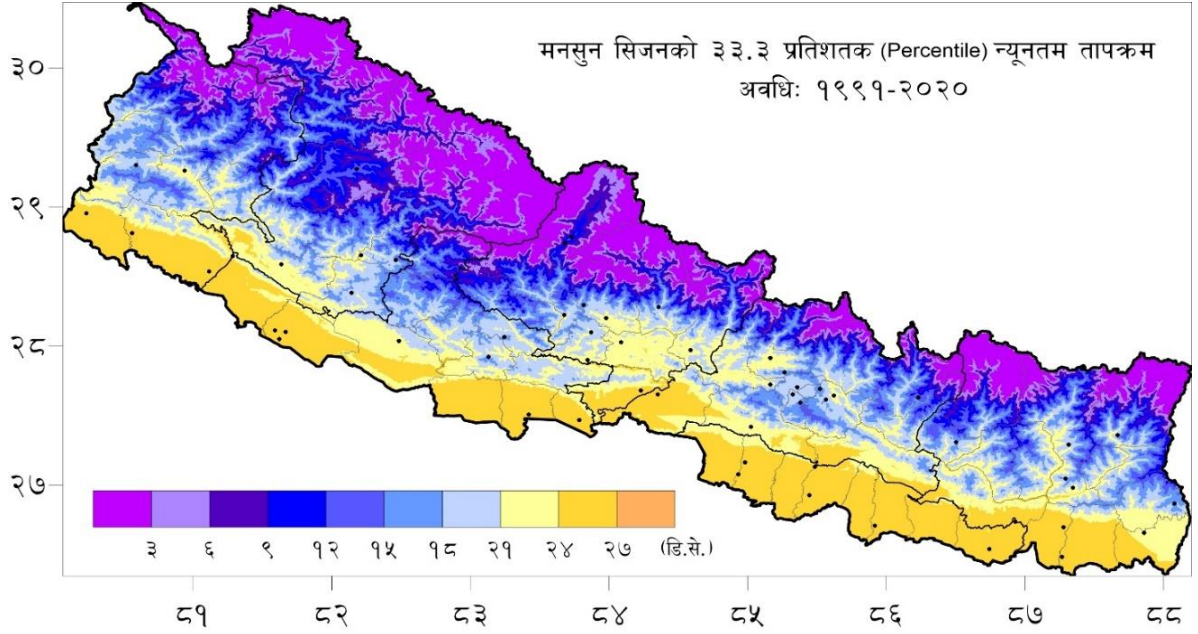 मनसुन सिजनको ३३.३ प्रतिशतक (Percentile) न्यूनतम तापक्रम
अवधिः १९९१-२०२०
३०
२९
२८
२७
३ ६ ९ १२ १५ १८ २१ २४ २७ (डि.से.)
८१ ८२ ८३ ८४ ८५ ८६ ८७ ८८